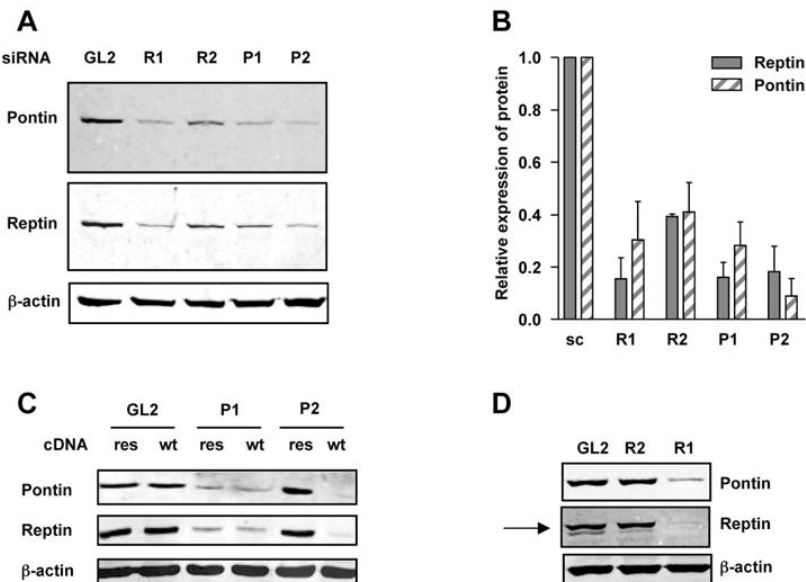 A
siRNA GL2 R1 R2 P1 P2
Pontin
Reptin
β-actin
B
Relative expression of protein
1.0
0.8
0.6
0.4
0.2
0.0
sc R1 R2 P1 P2
Reptin
Pontin
C
GL2 P1 P2
cDNA res wt res wt res wt
Pontin
Reptin
β-actin
D
GL2 R2 R1
Pontin
Reptin
β-actin